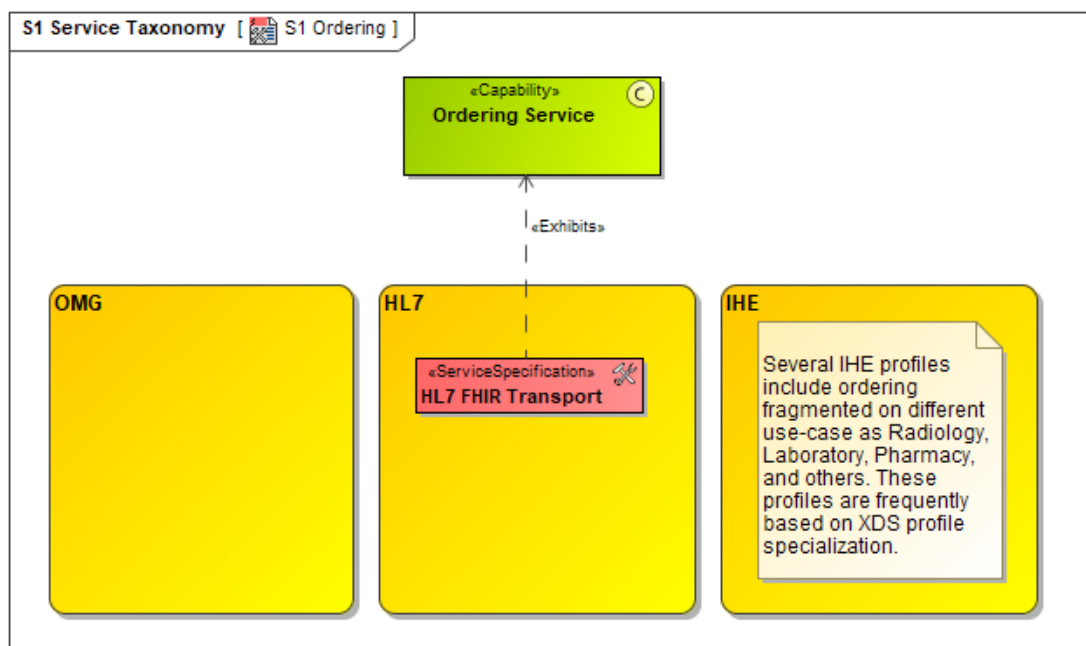 S1 Service Taxonomy [ S1 Ordering ]
«Capability»
Ordering Service
C
«Exhibits»
OMG
HL7
«ServiceSpecification»
HL7 FHIR Transport
IHE
Several IHE profiles
include ordering
fragmented on different
use-case as Radiology,
Laboratory, Pharmacy,
and others. These
profiles are frequently
based on XDS profile
specialization.